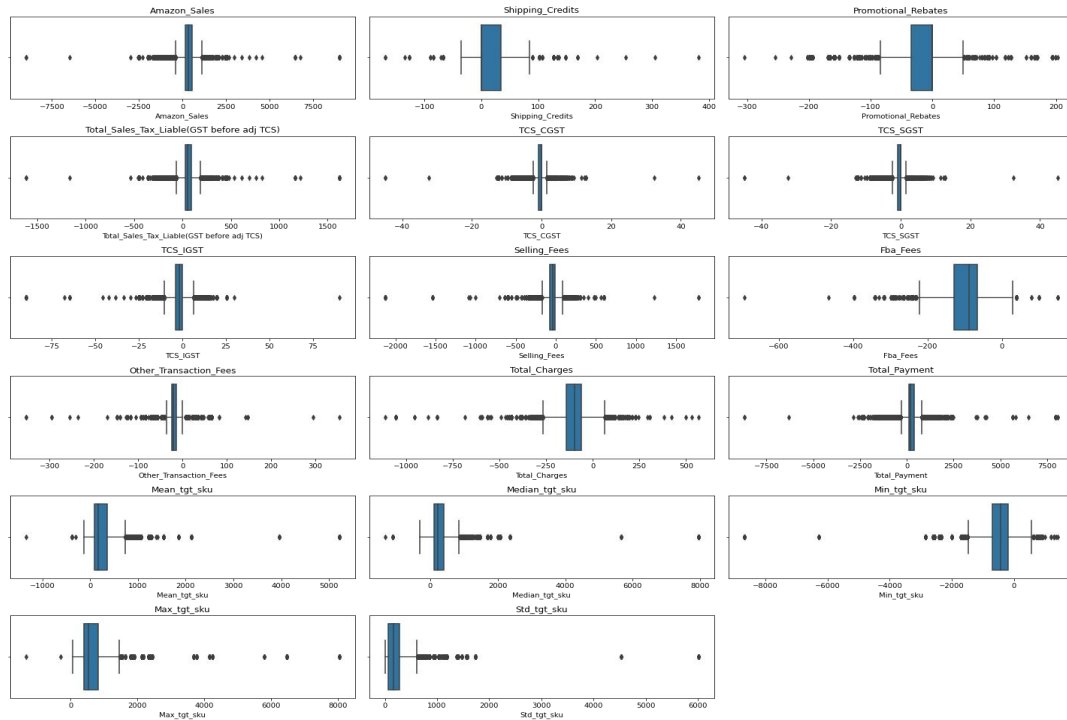 Amazon_Sales
−7500 −5000 −2500 0 2500 5000 7500
Amazon_Sales
Shipping_Credits
−100 0 100 200 300 400
Shipping_Credits
Promotional_Rebates
−300 −200 −100 0 100 200
Promotional_Rebates
Total_Sales_Tax_Liable(GST before adj TCS)
−1500 −1000 −500 0 500 1000 1500
Total_Sales_Tax_Liable(GST before adj TCS)
TCS_CGST
−40 −20 0 20 40
TCS_CGST
TCS_SGST
−40 −20 0 20 40
TCS_SGST
TCS_IGST
−75 −50 −25 0 25 50 75
TCS_IGST
Selling_Fees
−2000 −1500 −1000 −500 0 500 1000 1500
Selling_Fees
Fba_Fees
−600 −400 −200 0
Fba_Fees
Other_Transaction_Fees
−300 −200 −100 0 100 200 300
Other_Transaction_Fees
Total_Charges
−1000 −750 −500 −250 0 250 500
Total_Charges
Total_Payment
−7500 −5000 −2500 0 2500 5000 7500
Total_Payment
Mean_tgt_sku
−1000 0 1000 2000 3000 4000 5000
Mean_tgt_sku
Median_tgt_sku
0 2000 4000 6000 8000
Median_tgt_sku
Min_tgt_sku
−8000 −6000 −4000 −2000 0
Min_tgt_sku
Max_tgt_sku
0 2000 4000 6000 8000
Max_tgt_sku
Std_tgt_sku
0 1000 2000 3000 4000 5000 6000
Std_tgt_sku